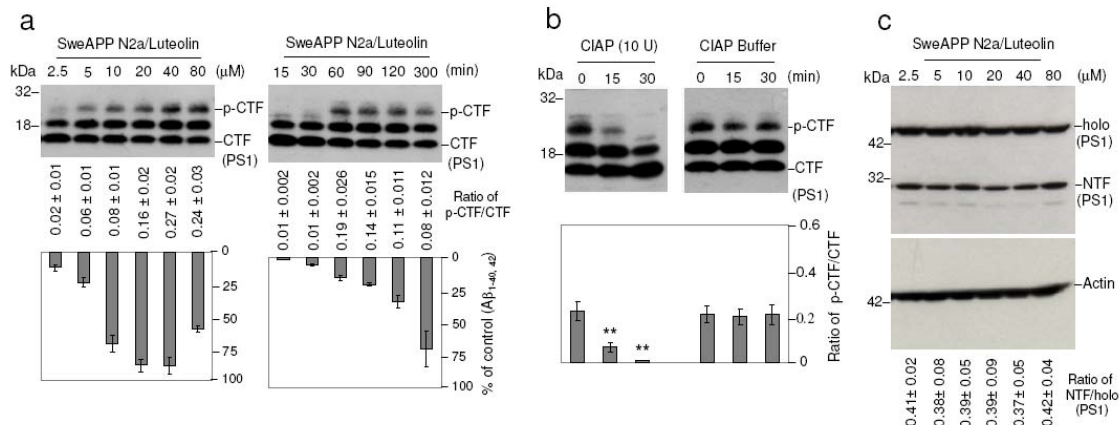 a
SweAPP N2a/Luteolin
kDa 2.5 5 10 20 40 80 (µM)
32–
p-CTF
18–
CTF
(PS1)
0.02 ± 0.01
0.06 ± 0.01
0.08 ± 0.01
0.16 ± 0.02
0.27 ± 0.02
0.24 ± 0.03
0
25
50
75
100
SweAPP N2a/Luteolin
15 30 60 90 120 300 (min)
p-CTF
CTF
(PS1)
0.01 ± 0.002
0.01 ± 0.002
0.19 ± 0.026
0.14 ± 0.015
0.11 ± 0.011
0.08 ± 0.012
Ratio of
p-CTF/CTF
0
25
50
75
100
% of control (Aβ1-40, 42)
b
CIAP (10 U) CIAP Buffer
kDa 0 15 30 0 15 30 (min)
32–
p-CTF
18–
CTF
(PS1)
** **
0.6
0.4
0.2
0
Ratio of p-CTF/CTF
c
SweAPP N2a/Luteolin
kDa 2.5 5 10 20 40 80 (µM)
holo
(PS1)
42–
32–
NTF
(PS1)
Actin
42–
0.41± 0.02
0.38± 0.08
0.39± 0.05
0.39± 0.09
0.37± 0.05
0.42± 0.04
Ratio of
NTF/holo
(PS1)